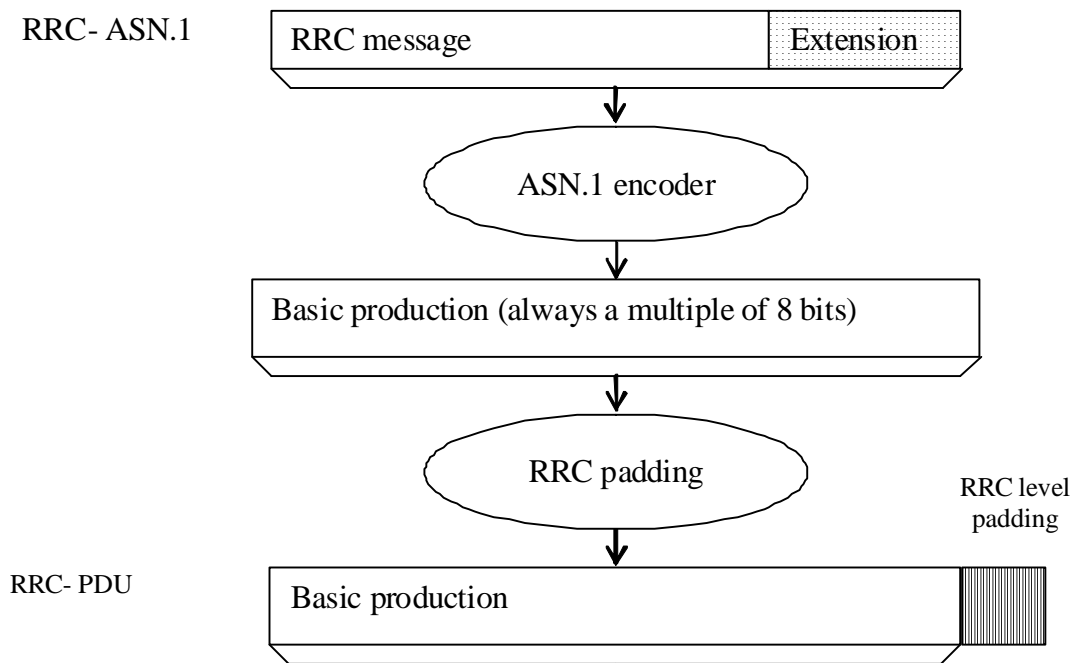 RRC- ASN.1
RRC message
Extension
ASN.1 encoder
Basic production (always a multiple of 8 bits)
RRC padding
RRC level
padding
RRC- PDU
Basic production